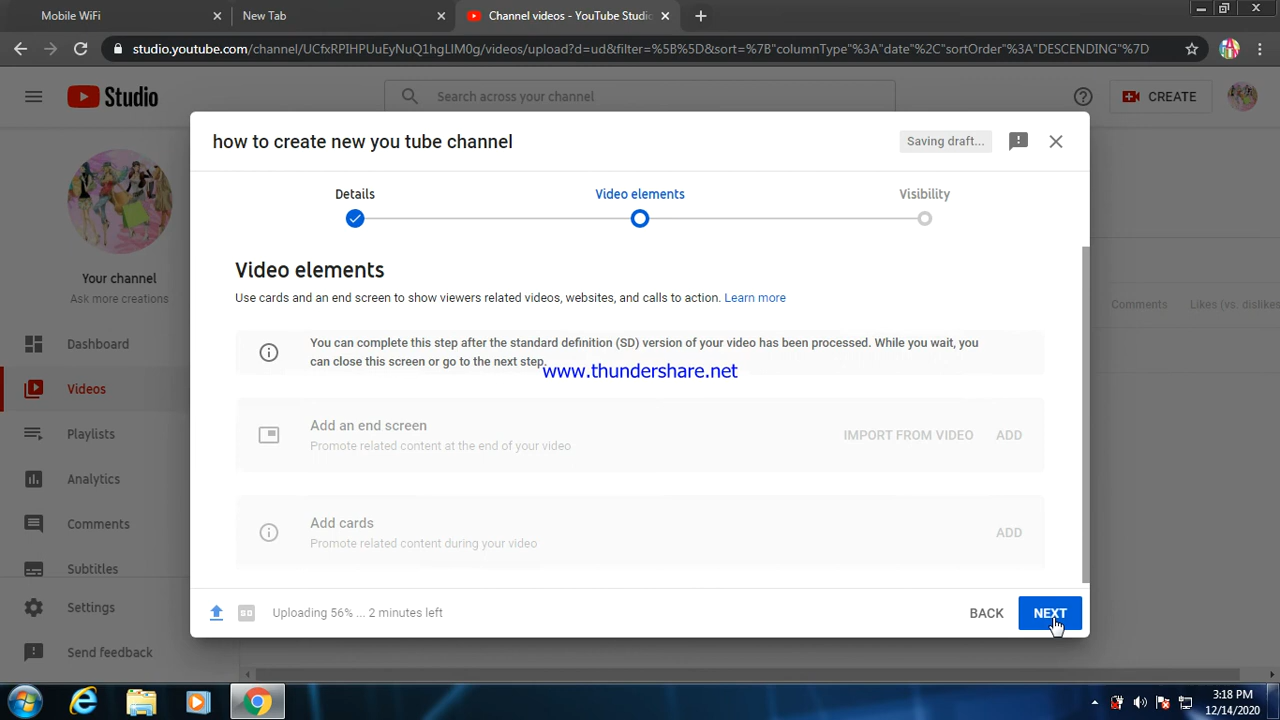 Mobile WiFi
New Tab
Channel videos - YouTube Studio
studio.youtube.com/channel/UCfxRPIHPUuEyNuQ1hgLIM0g/videos/upload?d=ud&filter=%5B%5D&sort=%7B"columnType"%3A"date"%2C"sortOrder"%3A"DESCENDING"%7D
Studio
Search across your channel
CREATE
how to create new you tube channel
Saving draft...
Details
Video elements
Visibility
Your channel
Ask more creations
Dashboard
Videos
Playlists
Analytics
Comments
Subtitles
Settings
Send feedback
Video elements
Use cards and an end screen to show viewers related videos, websites, and calls to action. Learn more
Comments
Likes (vs. dislikes
You can complete this step after the standard definition (SD) version of your video has been processed. While you wait, you
can close this screen or go to the next step.
www.thundershare.net
Add an end screen
Promote related content at the end of your video
IMPORT FROM VIDEO
ADD
Add cards
Promote related content during your video
ADD
Uploading 56% ... 2 minutes left
BACK
NEXT
3:18 PM
12/14/2020